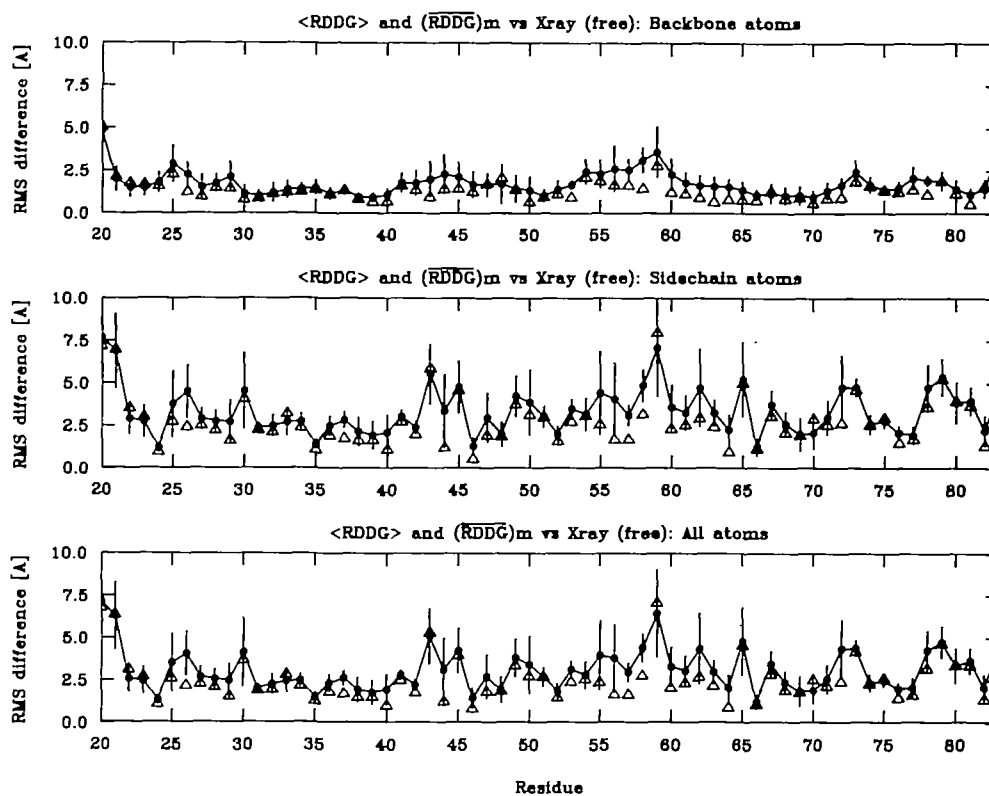 <RDDG> and (RDDG)m vs Xray (free): Backbone atoms
RMS difference [A]
10.0
7.5
5.0
2.5
0.0
20 25 30 35 40 45 50 55 60 65 70 75 80
<RDDG> and (RDDG)m vs Xray (free): Sidechain atoms
RMS difference [A]
10.0
7.5
5.0
2.5
0.0
20 25 30 35 40 45 50 55 60 65 70 75 80
<RDDG> and (RDDG)m vs Xray (free): All atoms
RMS difference [A]
10.0
7.5
5.0
2.5
0.0
20 25 30 35 40 45 50 55 60 65 70 75 80
Residue